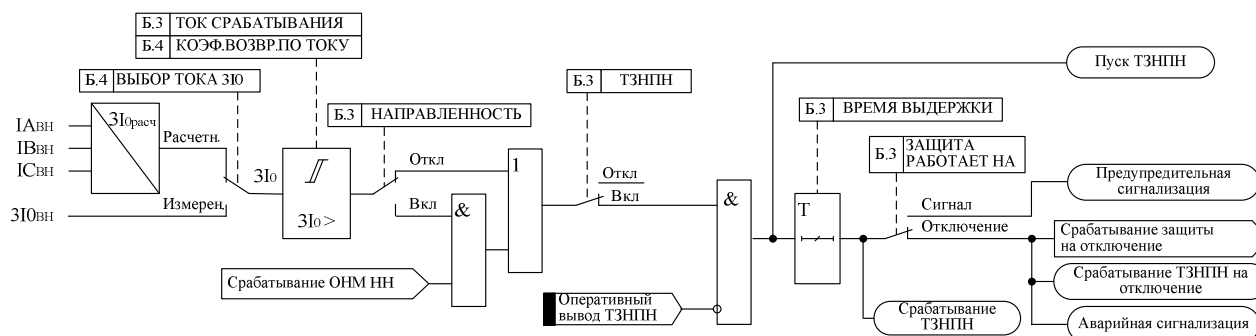 Б.3 ТОК СРАБАТЫВАНИЯ
Б.4 КОЭФ.ВОЗВР.ПО ТОКУ
Б.4 ВЫБОР ТОКА 3I0
Б.3 НАПРАВЛЕННОСТЬ
Б.3 ТЗНПН
Пуск ТЗНПН
Б.3 ВРЕМЯ ВЫДЕРЖКИ
Б.3 ЗАЩИТА
РАБОТАЕТ НА
IAВН
IBВН
ICВН
3I0расч
Расчетн.
3I0ВН
Измерен.
3I0
3I0 >
Откл
Вкл
&
1
Срабатывание ОНМ НН
Откл
Вкл
&
Оперативный
вывод ТЗНПН
T
Сигнал
Отключение
Предупредительная
сигнализация
Срабатывание защиты
на отключение
Срабатывание ТЗНПН на
отключение
Аварийная сигнализация
Срабатывание
ТЗНПН